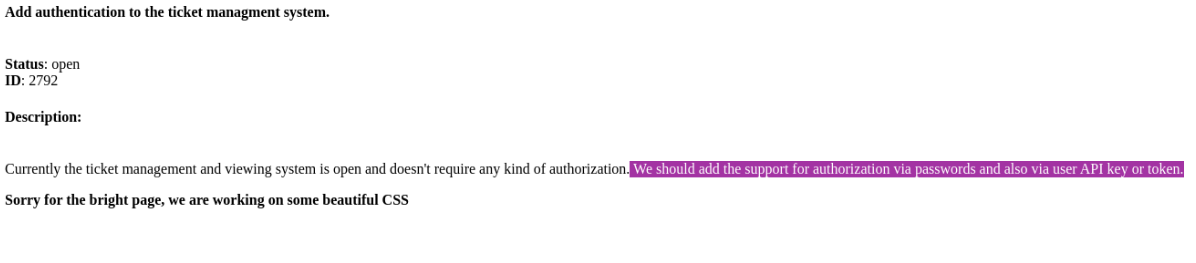 Add authentication to the ticket managment system.
Status: open
ID: 2792
Description:
Currently the ticket management and viewing system is open and doesn't require any kind of authorization. We should add the support for authorization via passwords and also via user API key or token.
Sorry for the bright page, we are working on some beautiful CSS